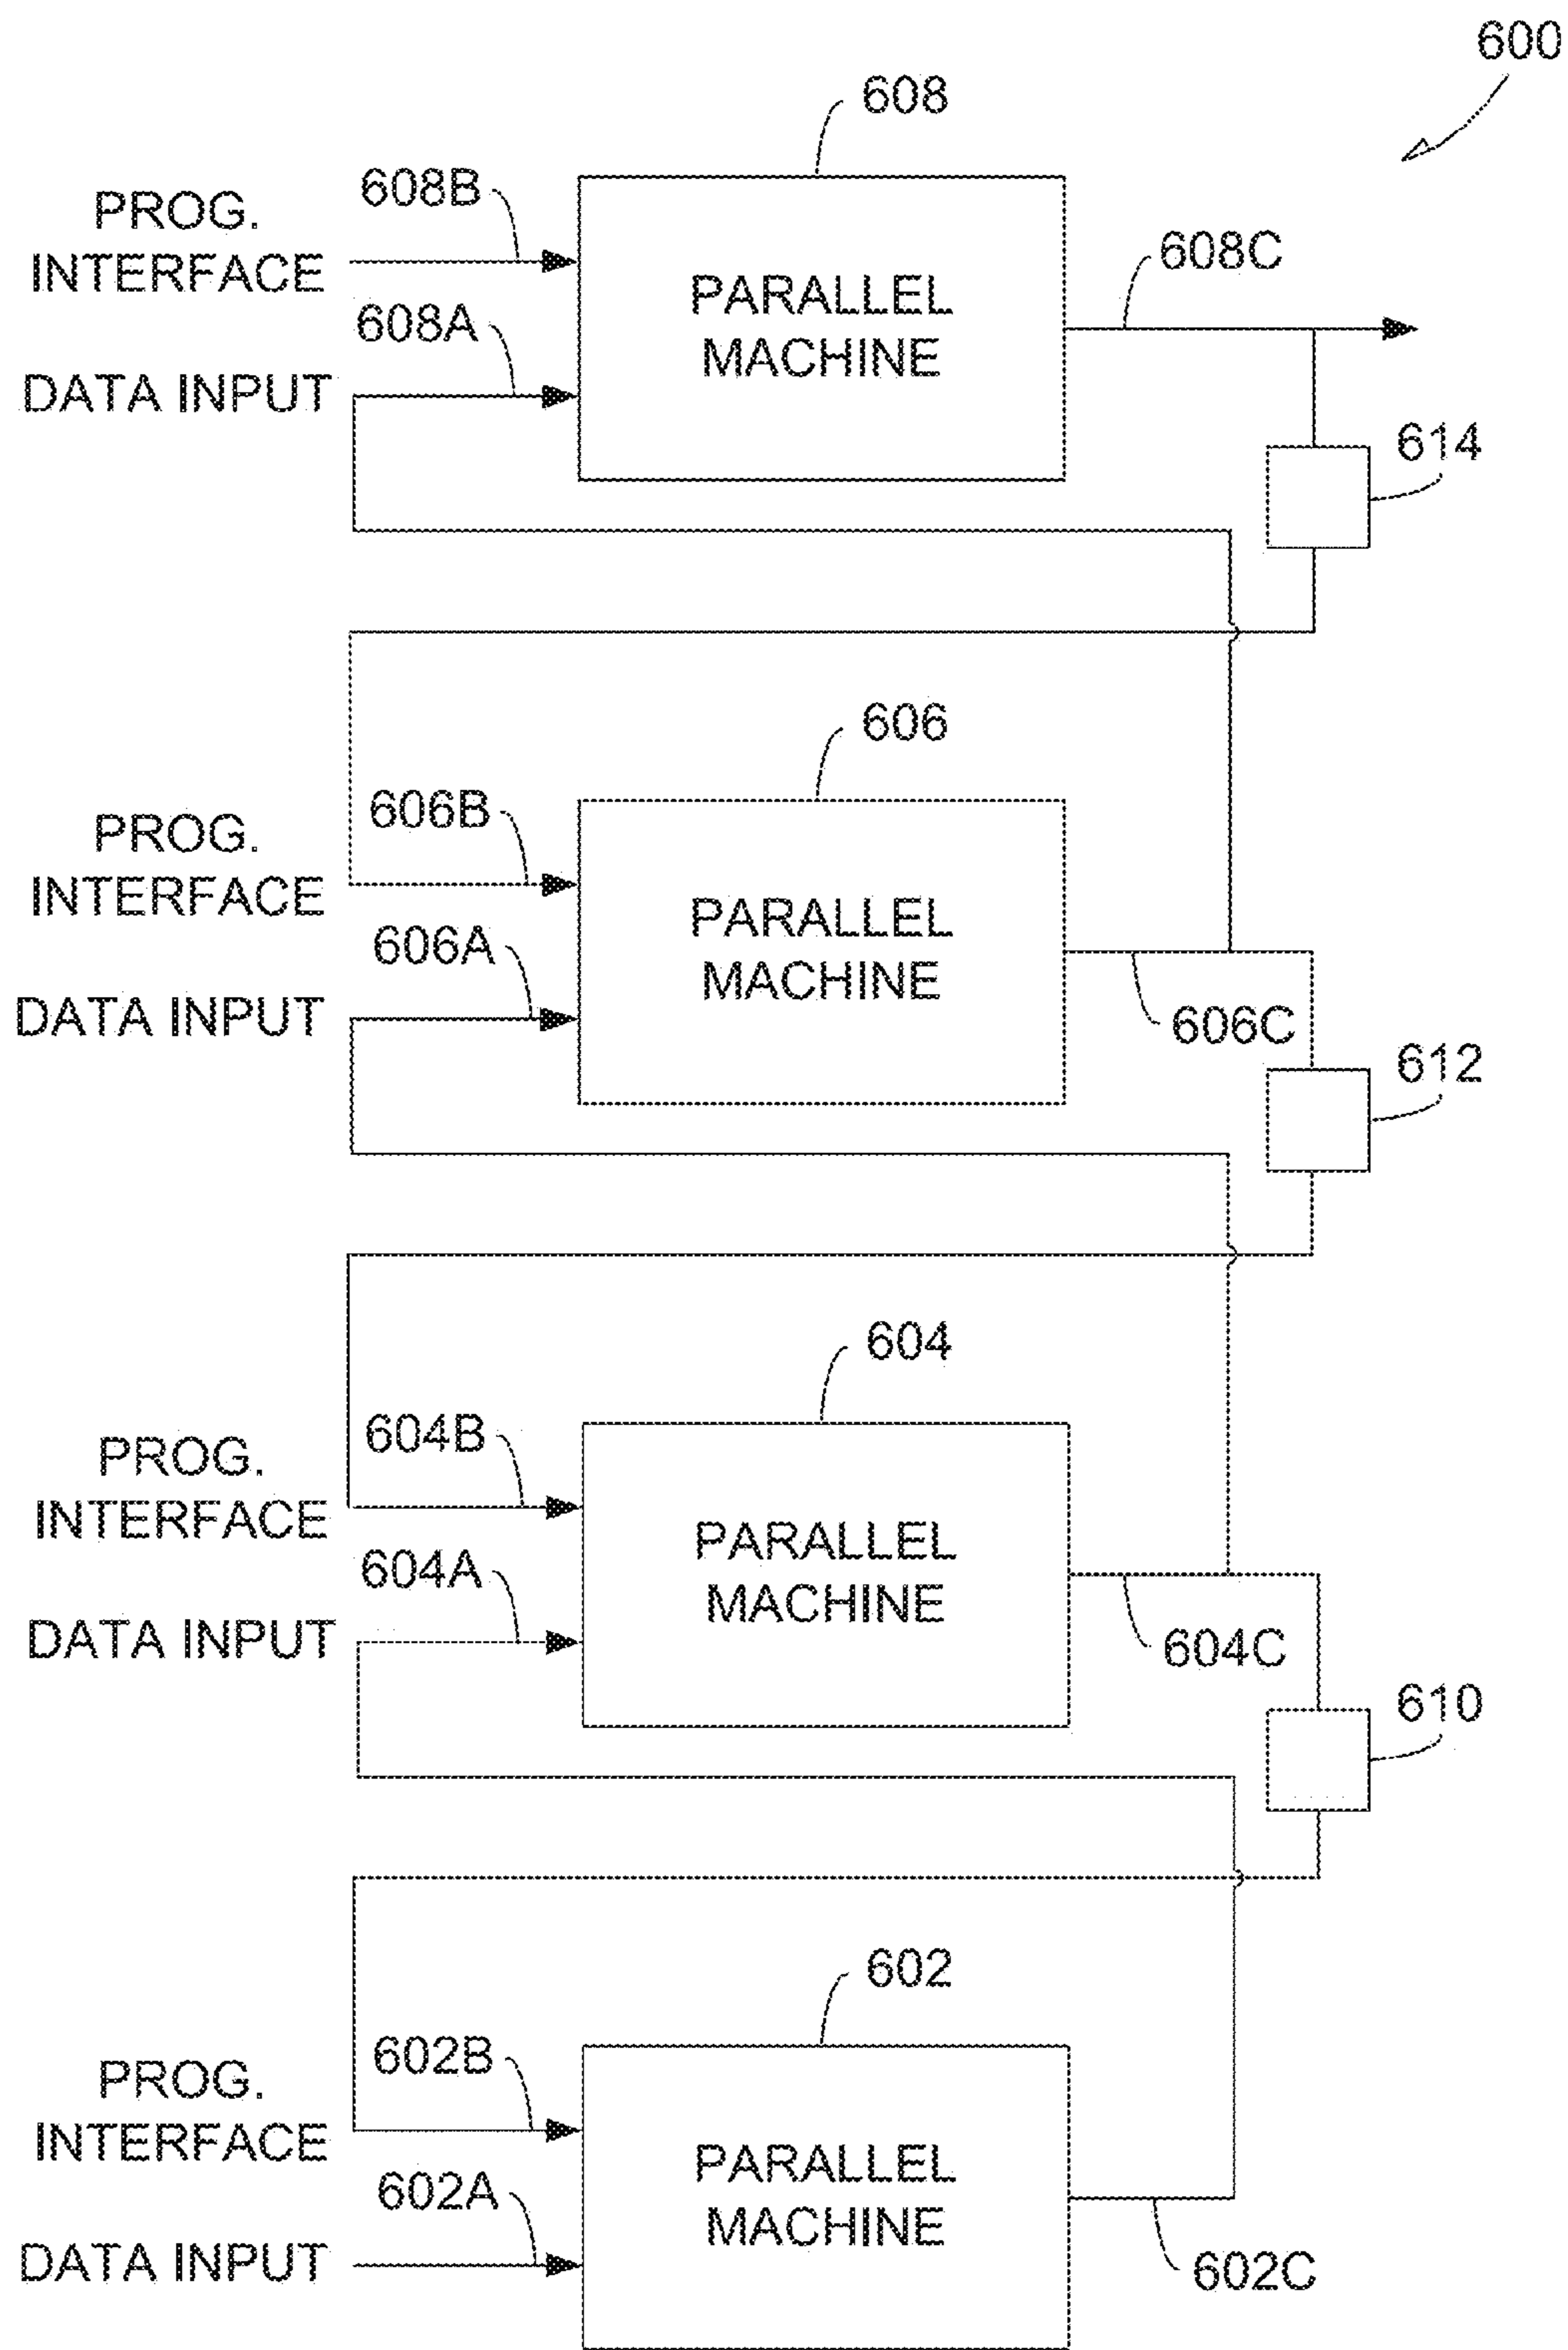 600
608
608B
PROG.
INTERFACE
608C
PARALLEL
MACHINE
608A
DATA INPUT
614
606
606B
PROG.
INTERFACE
PARALLEL
MACHINE
606A
DATA INPUT
606C
612
604
604B
PROG.
INTERFACE
PARALLEL
MACHINE
604A
DATA INPUT
604C
610
602
602B
PROG.
INTERFACE
PARALLEL
MACHINE
602A
DATA INPUT
602C